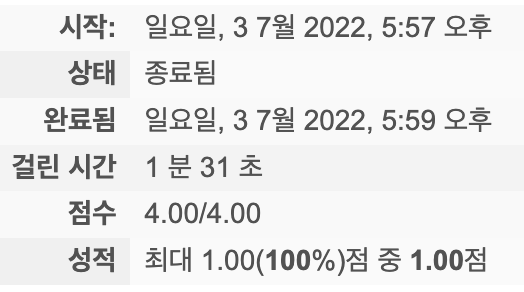 시작: 일요일, 3 7월 2022, 5:57 오후
상태 종료됨
완료됨 일요일, 3 7월 2022, 5:59 오후
걸린 시간 1 분 31 초
점수 4.00/4.00
성적 최대 1.00(100%)점 중 1.00점